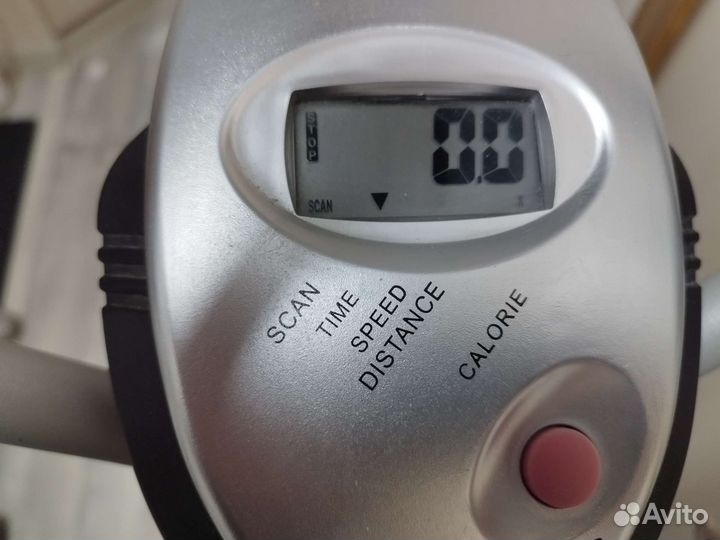 STOP
0.0
SCAN
SCAN
TIME
SPEED
DISTANCE
CALORIE
Avito